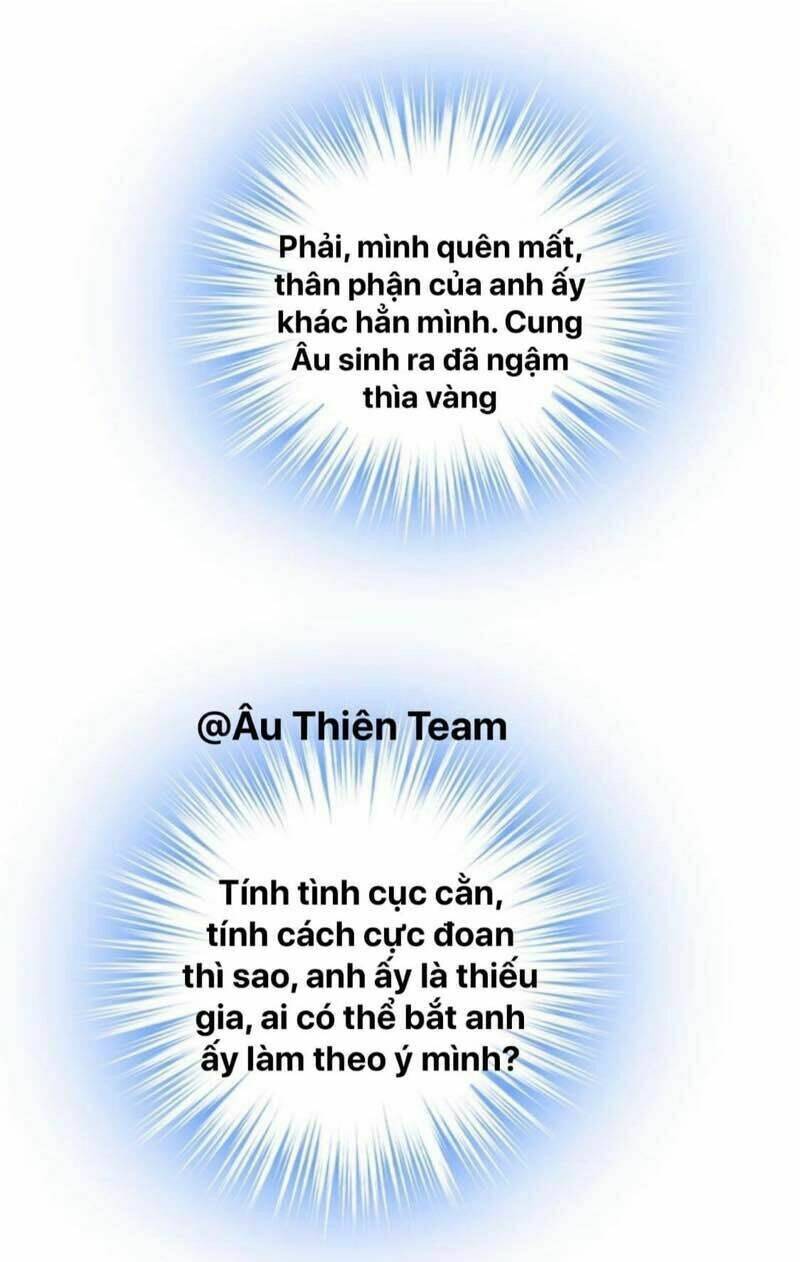 Phải, mình quên mất,
thân phận của anh ấy
khác hẳn mình. Cung
Âu sinh ra đã ngậm
thìa vàng
@Âu Thiên Team
Tính tình cục cằn,
tính cách cực đoan
thì sao, anh ấy là thiếu
gia, ai có thể bắt anh
ấy làm theo ý mình?